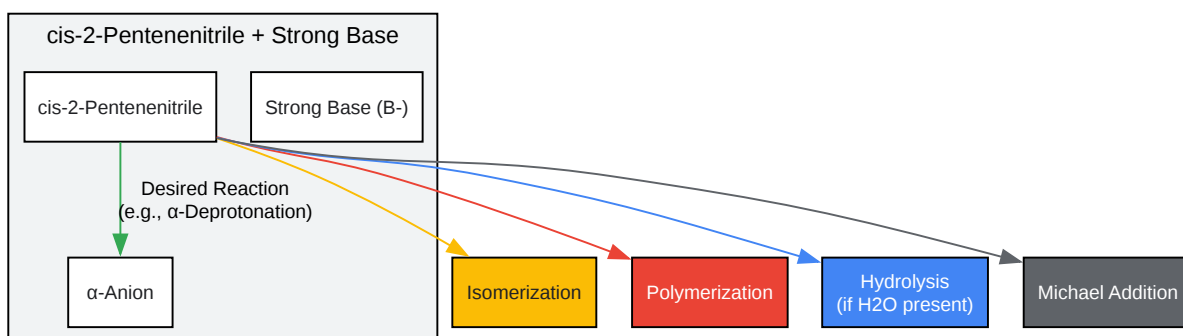 cis-2-Pentenenitrile + Strong Base
cis-2-Pentenenitrile
Strong Base (B-)
Desired Reaction
(e.g., α-Deprotonation)
α-Anion
Isomerization
Polymerization
Hydrolysis
(if H2O present)
Michael Addition